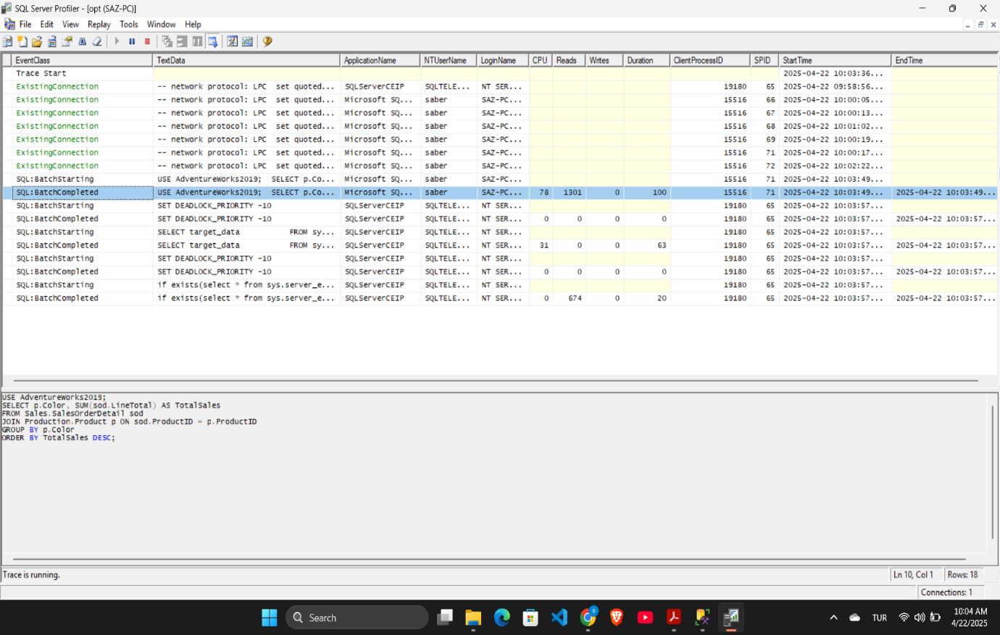 SQL Server Profiler - [opt (SAZ-PC)]
File Edit View Replay Tools Window Help
EventClass TextData ApplicationName NTUserName LoginName CPU Reads Writes Duration ClientProcessID SPID StartTime EndTime
Trace Start 2025-04-22 10:03:36...
ExistingConnection -- network protocol: LPC set quoted... SQLServerCEIP SQLTELE... NT SER... 19180 65 2025-04-22 09:58:56...
ExistingConnection -- network protocol: LPC set quoted... Microsoft SQ... saber SAZ-PC... 15516 66 2025-04-22 10:00:05...
ExistingConnection -- network protocol: LPC set quoted... Microsoft SQ... saber SAZ-PC... 15516 67 2025-04-22 10:00:13...
ExistingConnection -- network protocol: LPC set quoted... Microsoft SQ... saber SAZ-PC... 15516 68 2025-04-22 10:01:02...
ExistingConnection -- network protocol: LPC set quoted... Microsoft SQ... saber SAZ-PC... 15516 69 2025-04-22 10:00:19...
ExistingConnection -- network protocol: LPC set quoted... Microsoft SQ... saber SAZ-PC... 15516 71 2025-04-22 10:00:17...
ExistingConnection -- network protocol: LPC set quoted... Microsoft SQ... saber SAZ-PC... 15516 72 2025-04-22 10:02:22...
SQL:BatchStarting USE AdventureWorks2019; SELECT p.Co... Microsoft SQ... saber SAZ-PC... 15516 71 2025-04-22 10:03:49...
SQL:BatchCompleted USE AdventureWorks2019; SELECT p.Co... Microsoft SQ... saber SAZ-PC... 78 1301 0 100 15516 71 2025-04-22 10:03:49... 2025-04-22 10:03:49...
SQL:BatchStarting SET DEADLOCK_PRIORITY -10 SQLServerCEIP SQLTELE... NT SER... 19180 65 2025-04-22 10:03:57...
SQL:BatchCompleted SET DEADLOCK_PRIORITY -10 SQLServerCEIP SQLTELE... NT SER... 0 0 0 0 19180 65 2025-04-22 10:03:57... 2025-04-22 10:03:57...
SQL:BatchStarting SELECT target_data FROM sy... SQLServerCEIP SQLTELE... NT SER... 19180 65 2025-04-22 10:03:57...
SQL:BatchCompleted SELECT target_data FROM sy... SQLServerCEIP SQLTELE... NT SER... 31 0 0 63 19180 65 2025-04-22 10:03:57... 2025-04-22 10:03:57...
SQL:BatchStarting SET DEADLOCK_PRIORITY -10 SQLServerCEIP SQLTELE... NT SER... 19180 65 2025-04-22 10:03:57...
SQL:BatchCompleted SET DEADLOCK_PRIORITY -10 SQLServerCEIP SQLTELE... NT SER... 0 0 0 0 19180 65 2025-04-22 10:03:57... 2025-04-22 10:03:57...
SQL:BatchStarting if exists(select * from sys.server_e... SQLServerCEIP SQLTELE... NT SER... 19180 65 2025-04-22 10:03:57...
SQL:BatchCompleted if exists(select * from sys.server_e... SQLServerCEIP SQLTELE... NT SER... 0 674 0 20 19180 65 2025-04-22 10:03:57... 2025-04-22 10:03:57...
USE AdventureWorks2019;
SELECT p.Color, SUM(sod.LineTotal) AS TotalSales
FROM Sales.SalesOrderDetail sod
JOIN Production.Product p ON sod.ProductID = p.ProductID
GROUP BY p.Color
ORDER BY TotalSales DESC;
Trace is running. Ln 10, Col 1 Rows: 18
Connections: 1
Search TUR 10:04 AM
4/22/2025